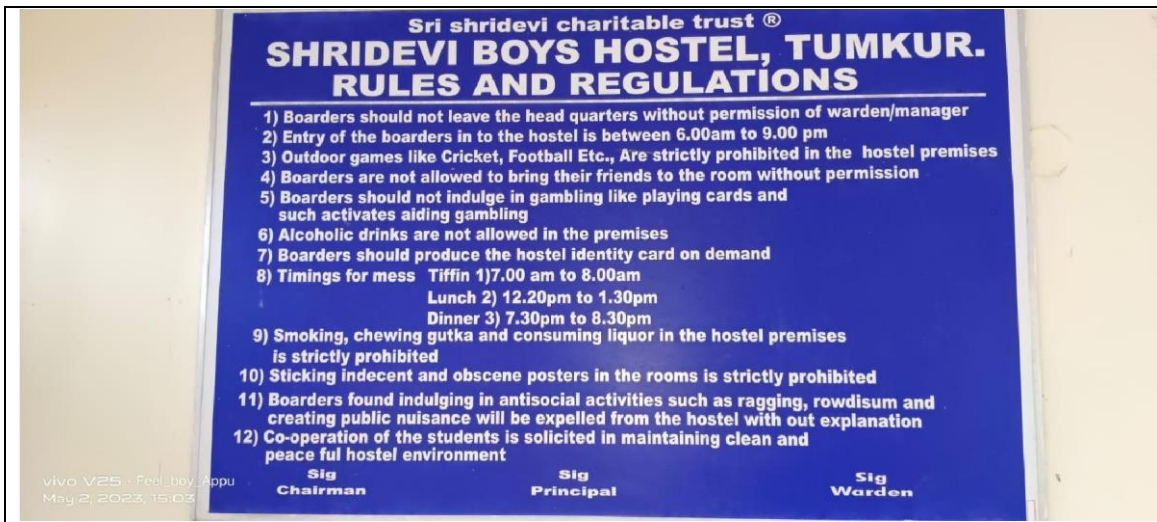 Sri shridevi charitable trust ®
SHRIDEVI BOYS HOSTEL, TUMKUR.
RULES AND REGULATIONS
1) Boarders should not leave the head quarters without permission of warden/manager
2) Entry of the boarders in to the hostel is between 6.00am to 9.00 pm
3) Outdoor games like Cricket, Football Etc., Are strictly prohibited in the hostel premises
4) Boarders are not allowed to bring their friends to the room without permission
5) Boarders should not indulge in gambling like playing cards and
such activates aiding gambling
6) Alcoholic drinks are not allowed in the premises
7) Boarders should produce the hostel identity card on demand
8) Timings for mess Tiffin 1)7.00 am to 8.00am
Lunch 2) 12.20pm to 1.30pm
Dinner 3) 7.30pm to 8.30pm
9) Smoking, chewing gutka and consuming liquor in the hostel premises
is strictly prohibited
10) Sticking indecent and obscene posters in the rooms is strictly prohibited
11) Boarders found indulging in antisocial activities such as ragging, rowdisum and
creating public nuisance will be expelled from the hostel with out explanation
12) Co-operation of the students is solicited in maintaining clean and
peace ful hostel environment
Sig Sig Sig
Chairman Principal Warden
vivo V25 · Feel_boy_Appu
May 2, 2023, 15:03